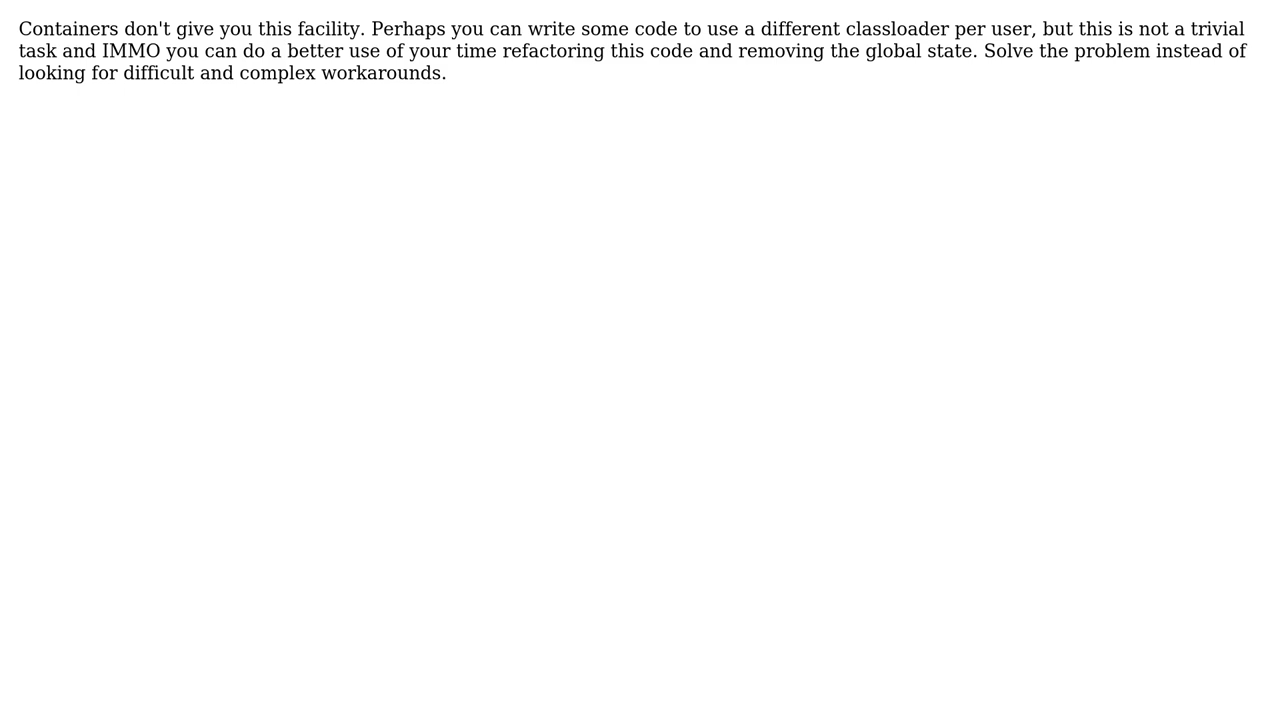 Containers don't give you this facility. Perhaps you can write some code to use a different classloader per user, but this is not a trivial
task and IMMO you can do a better use of your time refactoring this code and removing the global state. Solve the problem instead of
looking for difficult and complex workarounds.